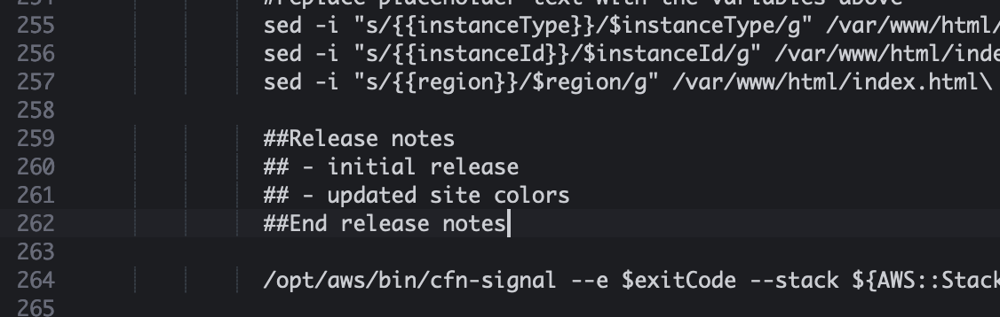 254 #replace placeholder text with the variables above
255 sed -i "s/{{instanceType}}/$instanceType/g" /var/www/html/
256 sed -i "s/{{instanceId}}/$instanceId/g" /var/www/html/inde
257 sed -i "s/{{region}}/$region/g" /var/www/html/index.html\
258
259 ##Release notes
260 ## - initial release
261 ## - updated site colors
262 ##End release notes
263
264 /opt/aws/bin/cfn-signal --e $exitCode --stack ${AWS::Stack
265